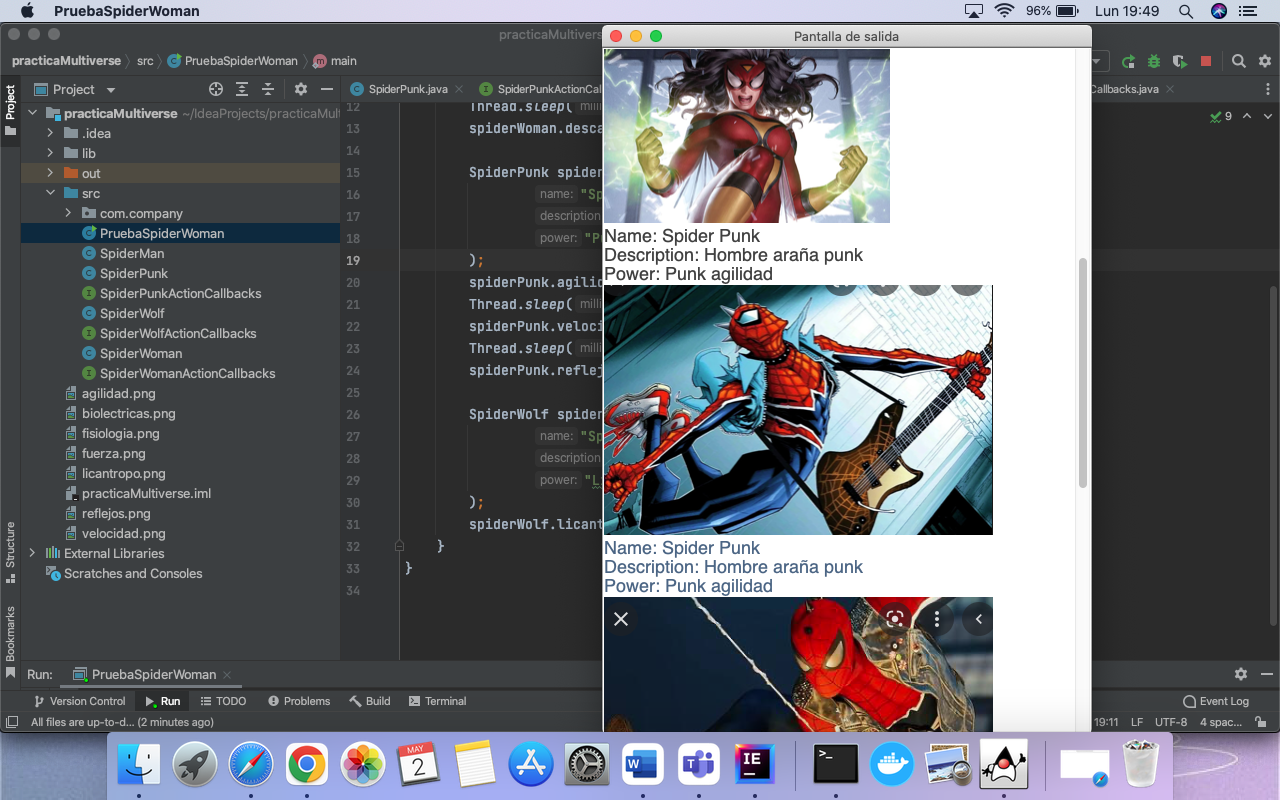 PruebaSpiderWoman
96%
Lun 19:49
practicaMultiverse
Pantalla de salida
practicaMultiverse
src
PruebaSpiderWoman
main
Project
Project
SpiderPunk.java
SpiderPunkActionCal
Callbacks.java
practicaMultiverse ~/IdeaProjects/practicaMul
.idea
lib
out
src
com.company
PruebaSpiderWoman
SpiderMan
SpiderPunk
SpiderPunkActionCallbacks
SpiderWolf
SpiderWolfActionCallbacks
SpiderWoman
SpiderWomanActionCallbacks
agilidad.png
biolectricas.png
fisiologia.png
fuerza.png
licantropo.png
practicaMultiverse.iml
reflejos.png
velocidad.png
External Libraries
Scratches and Consoles
Structure
Bookmarks
9
12 Thread.sleep( milli
13 spiderWoman.desca
14
15 SpiderPunk spider
16 name: "Sp
17 description
18 power: "P
19 );
20 spiderPunk.agilid
21 Thread.sleep( milli
22 spiderPunk.veloci
23 Thread.sleep( milli
24 spiderPunk.reflej
25
26 SpiderWolf spider
27 name: "Sp
28 description
29 power: "L
30 );
31 spiderWolf.licant
32 }
33 }
34
Name: Spider Punk
Description: Hombre araña punk
Power: Punk agilidad
Name: Spider Punk
Description: Hombre araña punk
Power: Punk agilidad
Run:
PruebaSpiderWoman
Version Control
Run
TODO
Problems
Build
Terminal
Event Log
All files are up-to-d... (2 minutes ago)
19:11
LF
UTF-8
4 spac...
MAY
2
W
T
IE
>_